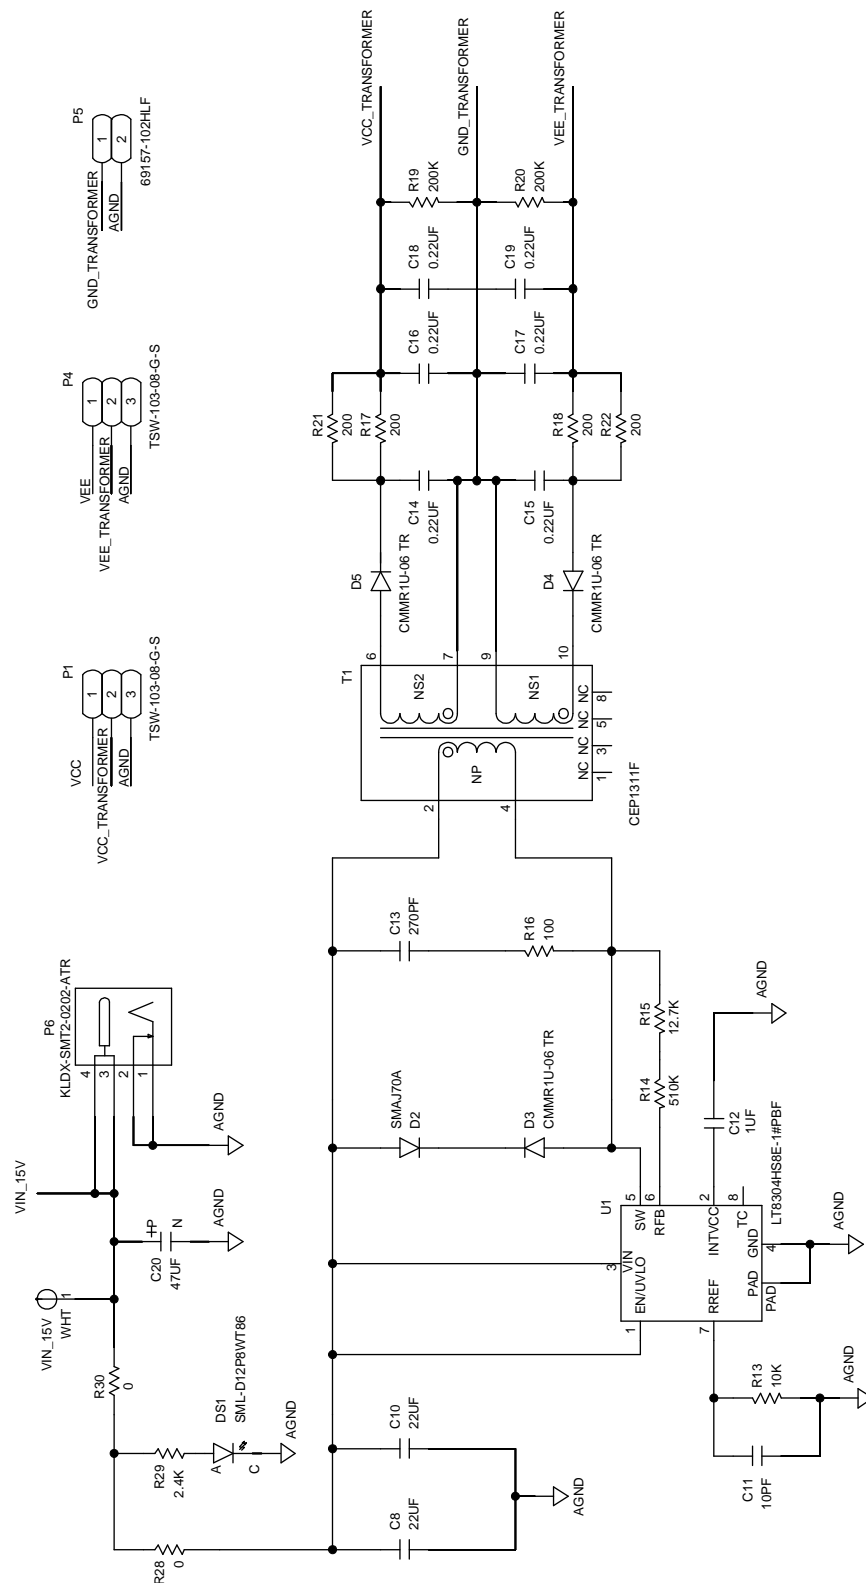 P5
GND_TRANSFORMER
1
AGND
2
69157-102HLF
P4
VEE
1
VEE_TRANSFORMER
2
AGND
3
TSW-103-08-G-S
P1
VCC
1
VCC_TRANSFORMER
2
AGND
3
TSW-103-08-G-S
P6
KLDX-SMT2-0202-ATR
4
3
2
1
AGND
VIN_15V
P
N
C20
47UF
AGND
VIN_15V
1
WHT
R30
0
R29
2.4K
DS1
SML-D12P8WT86
A
C
AGND
R28
0
C8
22UF
C10
22UF
AGND
VCC_TRANSFORMER
GND_TRANSFORMER
VEE_TRANSFORMER
R19
200K
R20
200K
C18
0.22UF
C19
0.22UF
C16
0.22UF
C17
0.22UF
R21
200
R17
200
R18
200
R22
200
C14
0.22UF
C15
0.22UF
D5
CMMR1U-06 TR
D4
CMMR1U-06 TR
T1
6
7
9
10
NS2
NS1
NP
NC
8
NC
5
NC
3
NC
1
2
4
CEP1311F
C13
270PF
R16
100
SMAJ70A
D2
D3
CMMR1U-06 TR
R15
12.7K
R14
510K
C12
1UF
AGND
U1
LT8304HS8E-1#PBF
5
SW
6
RFB
2
INTVCC
8
TC
3
VIN
EN/UVLO
1
GND
4
PAD
PAD
RREF
7
AGND
R13
10K
C11
10PF
AGND